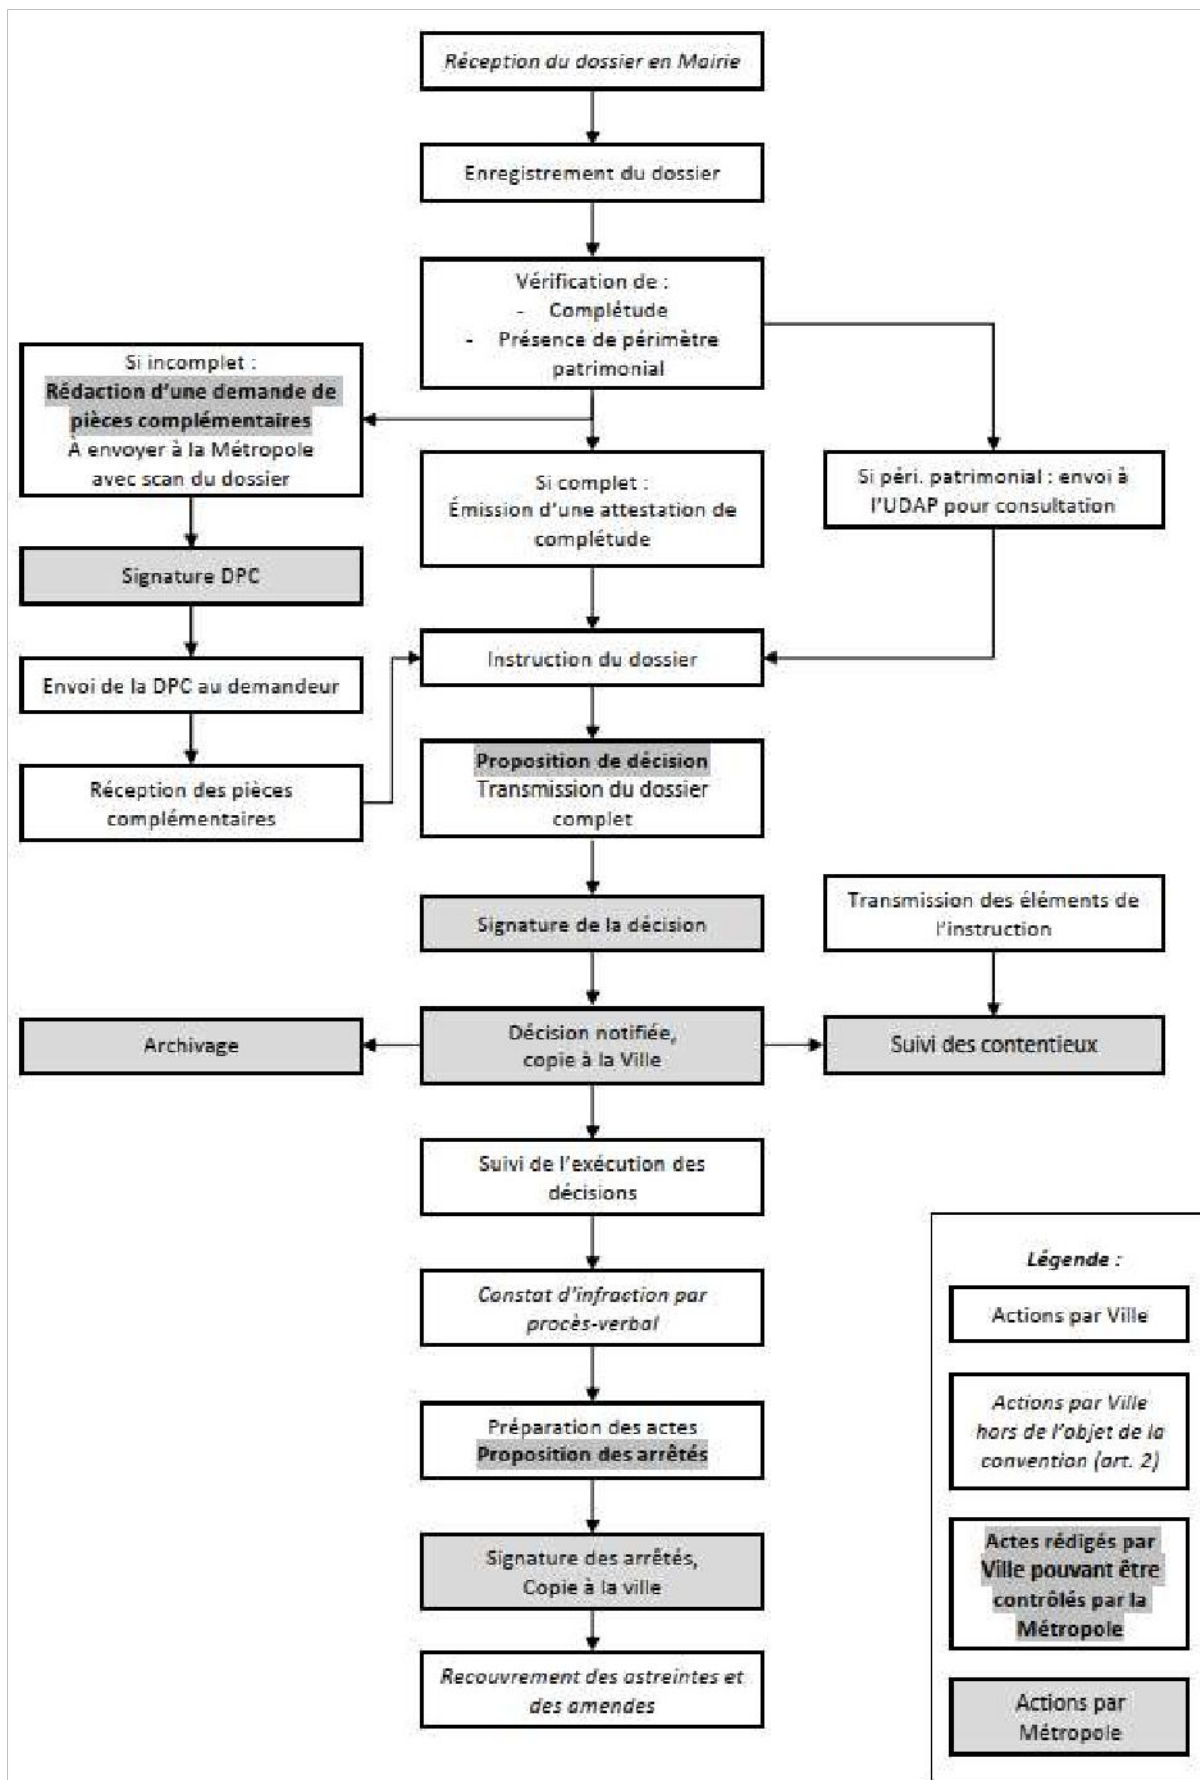 Réception du dossier en Mairie
Enregistrement du dossier
Vérification de :
- Complétude
- Présence de périmètre
patrimonial
Si incomplet :
Rédaction d'une demande de
pièces complémentaires
À envoyer à la Métropole
avec scan du dossier
Si complet :
Émission d'une attestation de
complétude
Si péri. patrimonial : envoi à
l'UDAP pour consultation
Signature DPC
Envoi de la DPC au demandeur
Réception des pièces
complémentaires
Instruction du dossier
Proposition de décision
Transmission du dossier
complet
Signature de la décision
Transmission des éléments de
l'instruction
Archivage
Décision notifiée,
copie à la Ville
Suivi des contentieux
Suivi de l'exécution des
décisions
Constat d'infraction par
procès-verbal
Préparation des actes
Proposition des arrêtés
Signature des arrêtés,
Copie à la ville
Recouvrement des astreintes et
des amendes
Légende :
Actions par Ville
Actions par Ville
hors de l'objet de la
convention (art. 2)
Actes rédigés par
Ville pouvant être
contrôlés par la
Métropole
Actions par
Métropole